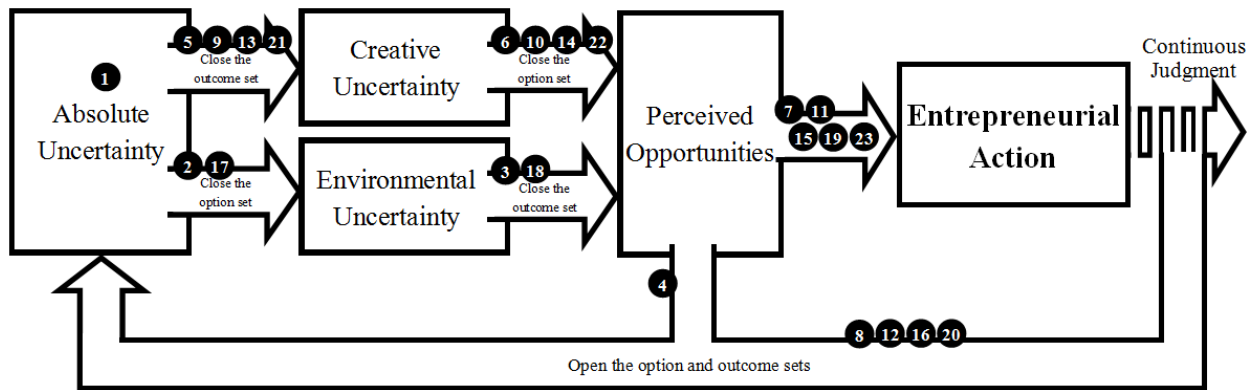 1
Absolute
Uncertainty
5 9 13 21
Close the
outcome set
2 17
Close the
option set
Creative
Uncertainty
Environmental
Uncertainty
6 10 14 22
Close the
option set
3 18
Close the
outcome set
Perceived
Opportunities
7 11
15 19 23
Entrepreneurial
Action
Continuous
Judgment
4
8 12 16 20
Open the option and outcome sets